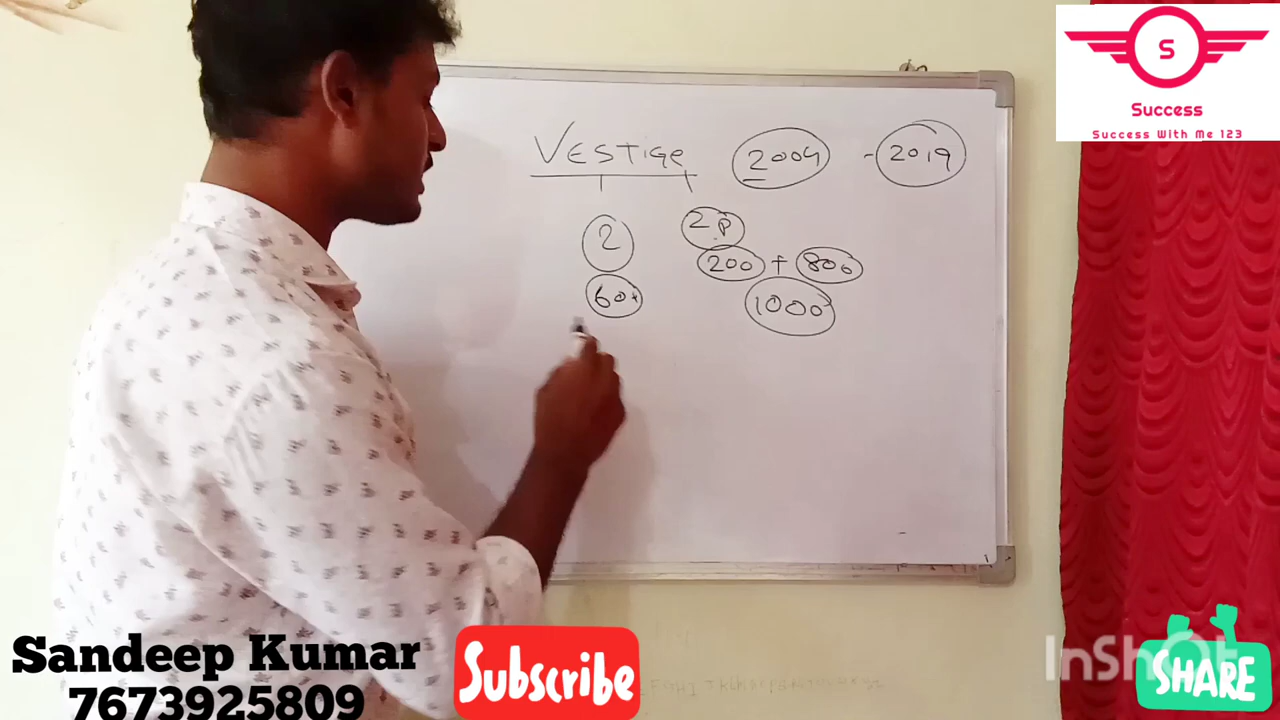 S
Success
Success With Me 123
VESTIGE 2004 - 2019
2 2P
200 + 800
60+ 1000
Sandeep Kumar
7673925809
Subscribe
InShot
SHARE